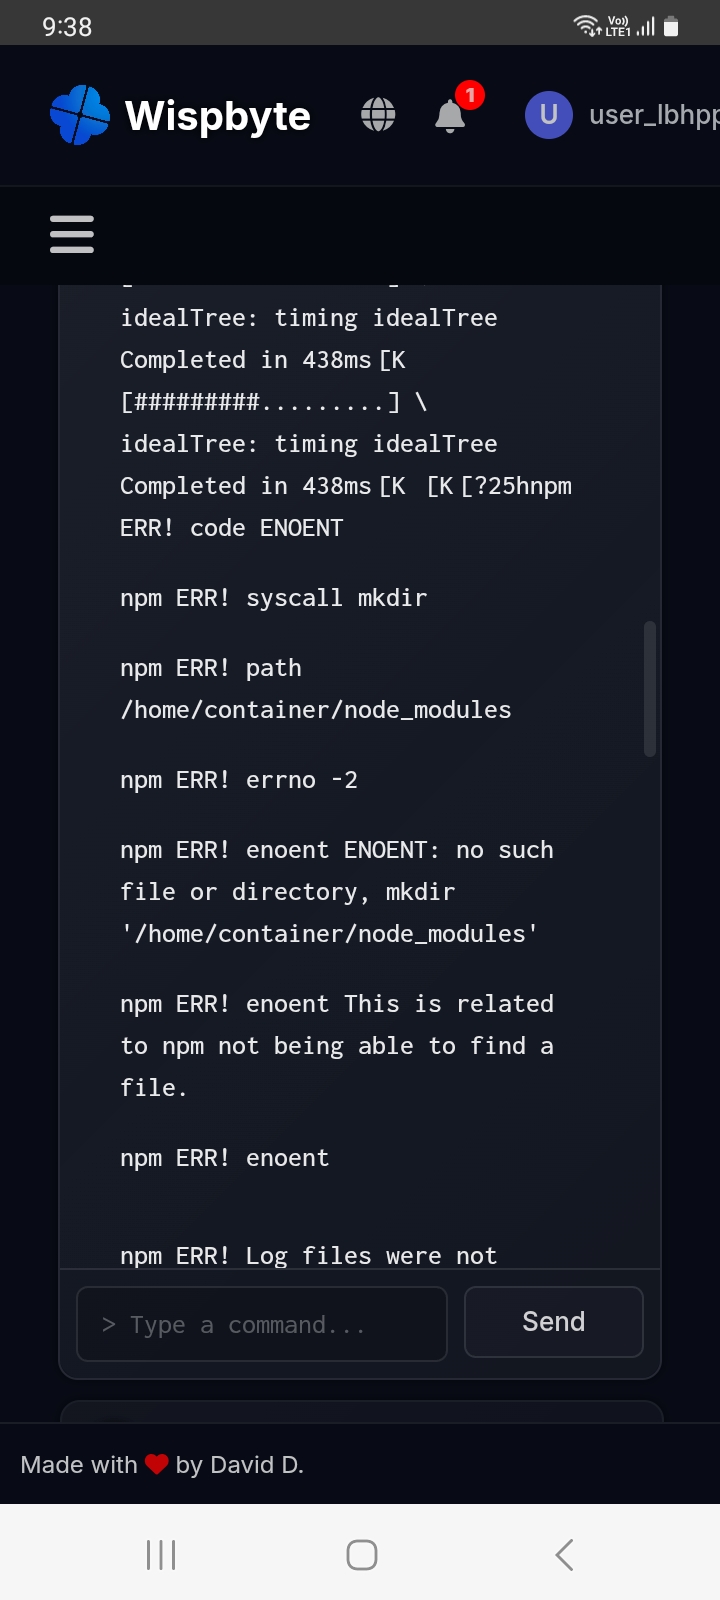 9:38
Vo))
LTE1
Wispbyte
1
U
user_lbhpp
idealTree: timing idealTree
Completed in 438ms[K
[#########.........] \
idealTree: timing idealTree
Completed in 438ms[K [K[?25hnpm
ERR! code ENOENT
npm ERR! syscall mkdir
npm ERR! path
/home/container/node_modules
npm ERR! errno -2
npm ERR! enoent ENOENT: no such
file or directory, mkdir
'/home/container/node_modules'
npm ERR! enoent This is related
to npm not being able to find a
file.
npm ERR! enoent
npm ERR! Log files were not
> Type a command...
Send
Made with ❤ by David D.